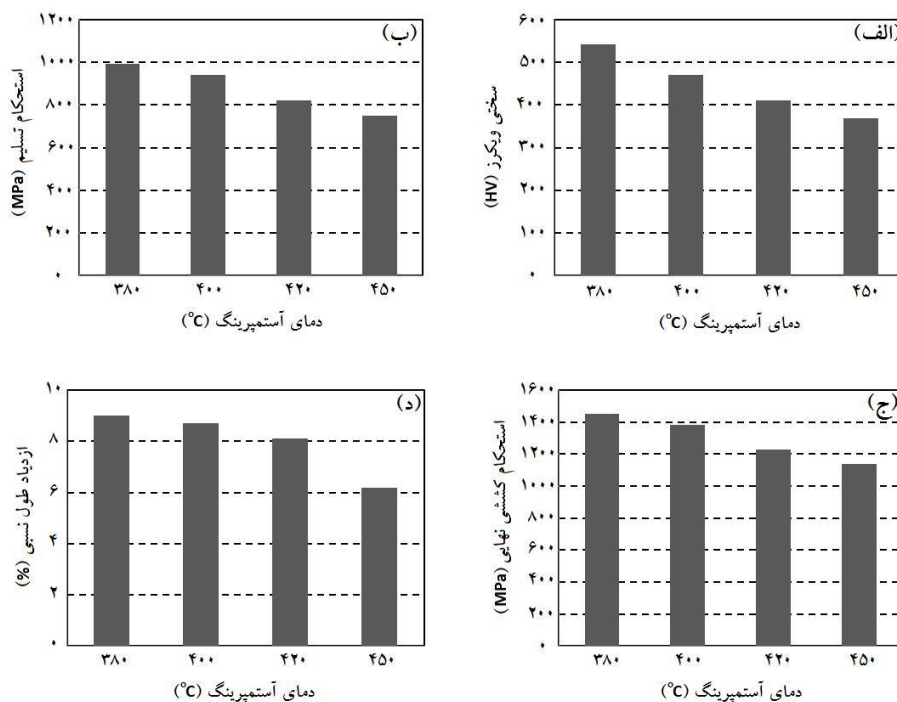 (الف)
سختی ویکرز (HV)
۶۰۰
۵۰۰
۴۰۰
۳۰۰
۲۰۰
۱۰۰
۰
۳۸۰ ۴۰۰ ۴۲۰ ۴۵۰
دمای آستمپرینگ (°C)
(ب)
استحکام تسلیم (MPa)
۱۲۰۰
۱۰۰۰
۸۰۰
۶۰۰
۴۰۰
۲۰۰
۰
۳۸۰ ۴۰۰ ۴۲۰ ۴۵۰
دمای آستمپرینگ (°C)
(ج)
استحکام کششی نهایی (MPa)
۱۶۰۰
۱۴۰۰
۱۲۰۰
۱۰۰۰
۸۰۰
۶۰۰
۴۰۰
۲۰۰
۰
۳۸۰ ۴۰۰ ۴۲۰ ۴۵۰
دمای آستمپرینگ (°C)
(د)
ازدیاد طول نسبی (%)
۱۰
۸
۶
۴
۲
۰
۳۸۰ ۴۰۰ ۴۲۰ ۴۵۰
دمای آستمپرینگ (°C)